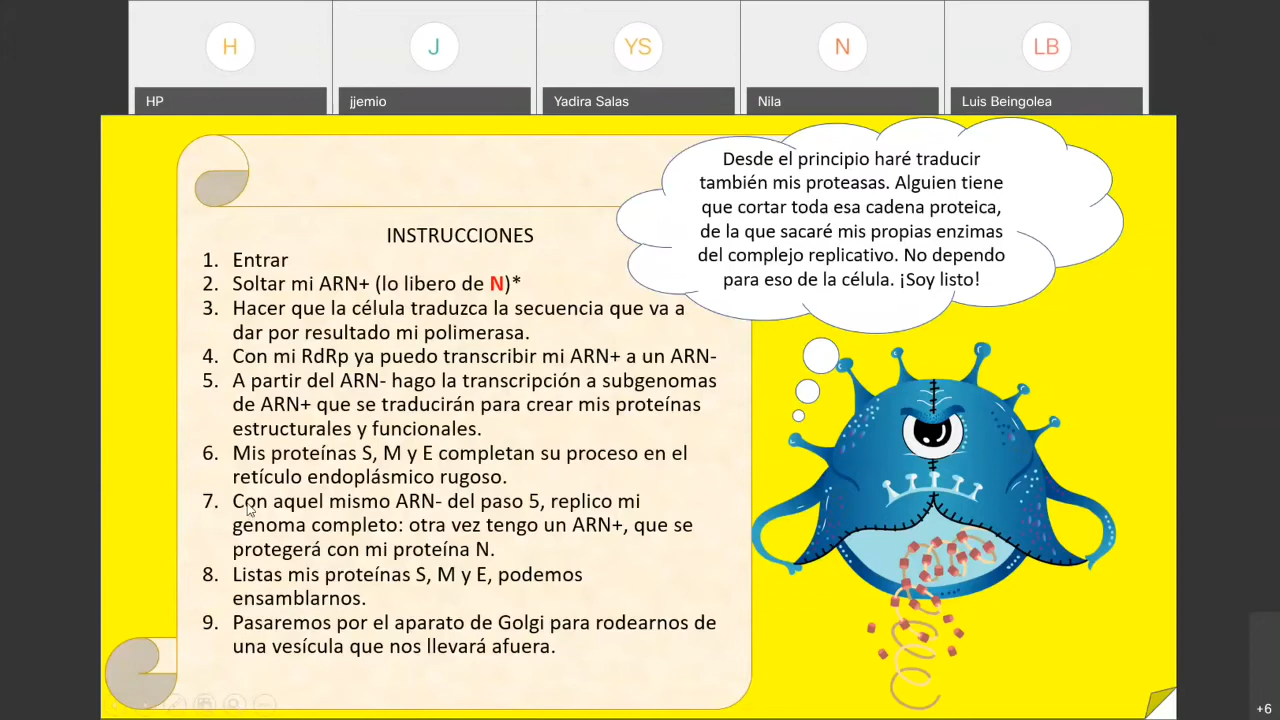 H
J
YS
N
LB
HP
jjemio
Yadira Salas
Nila
Luis Beingolea
Desde el principio haré traducir
también mis proteasas. Alguien tiene
que cortar toda esa cadena proteica,
de la que sacaré mis propias enzimas
del complejo replicativo. No dependo
para eso de la célula. ¡Soy listo!
INSTRUCCIONES
1. Entrar
2. Soltar mi ARN+ (lo libero de N)*
3. Hacer que la célula traduzca la secuencia que va a
dar por resultado mi polimerasa.
4. Con mi RdRp ya puedo transcribir mi ARN+ a un ARN-
5. A partir del ARN- hago la transcripción a subgenomas
de ARN+ que se traducirán para crear mis proteínas
estructurales y funcionales.
6. Mis proteínas S, M y E completan su proceso en el
retículo endoplásmico rugoso.
7. Con aquel mismo ARN- del paso 5, replico mi
genoma completo: otra vez tengo un ARN+, que se
protegerá con mi proteína N.
8. Listas mis proteínas S, M y E, podemos
ensamblarnos.
9. Pasaremos por el aparato de Golgi para rodearnos de
una vesícula que nos llevará afuera.
+6